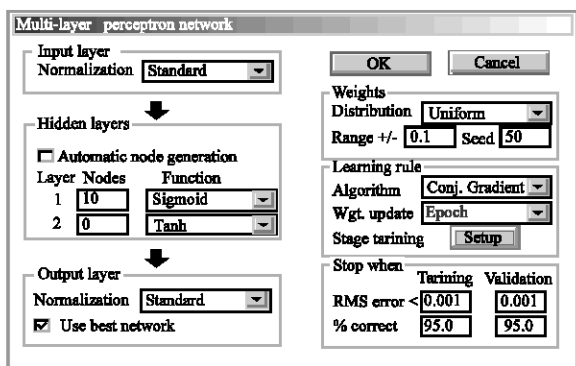 Multi-layer perceptron network
Input layer
Normalization Standard
Hidden layers
Automatic node generation
Layer Nodes Function
1 10 Sigmoid
2 0 Tanh
Output layer
Normalization Standard
Use best network
OK Cancel
Weights
Distribution Uniform
Range +/- 0.1 Seed 50
Learning rule
Algorithm Conj. Gradient
Wgt. update Epoch
Stage tarining Setup
Stop when
Tarining Validation
RMS error < 0.001 0.001
% correct 95.0 95.0